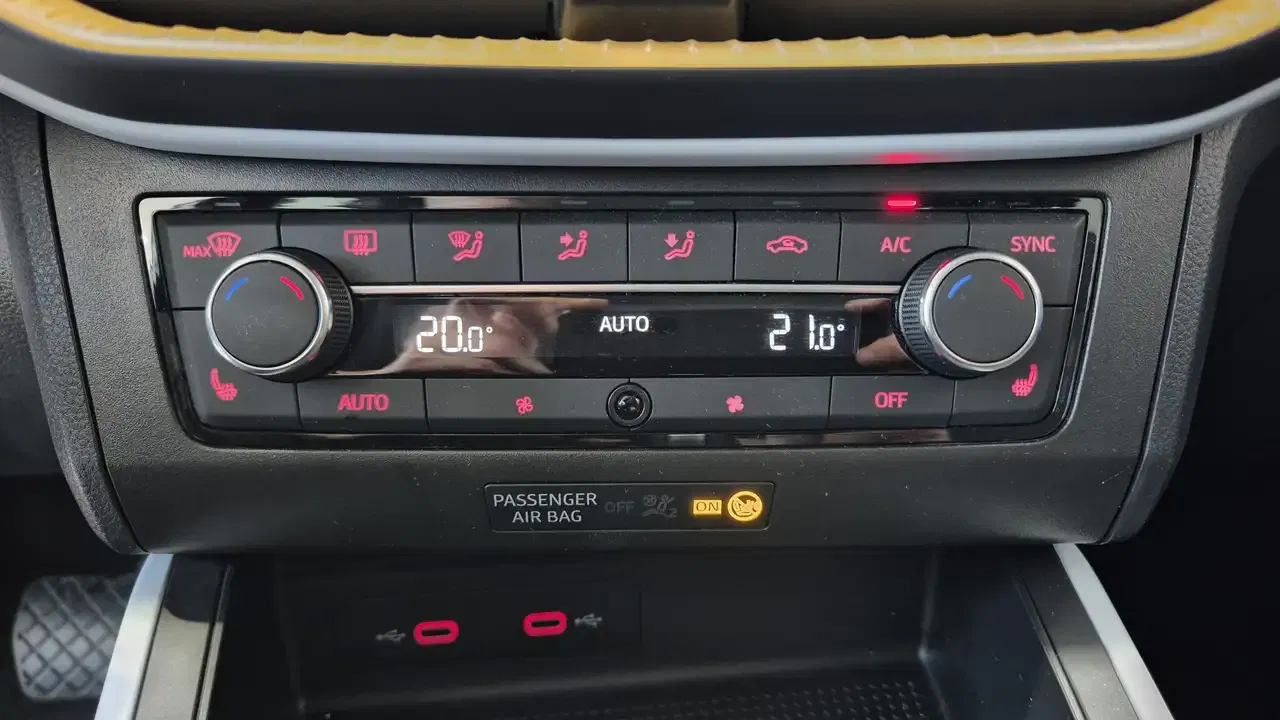 MAX
A/C
SYNC
20.0°
AUTO
21.0°
AUTO
OFF
PASSENGER
AIR BAG
OFF
ON